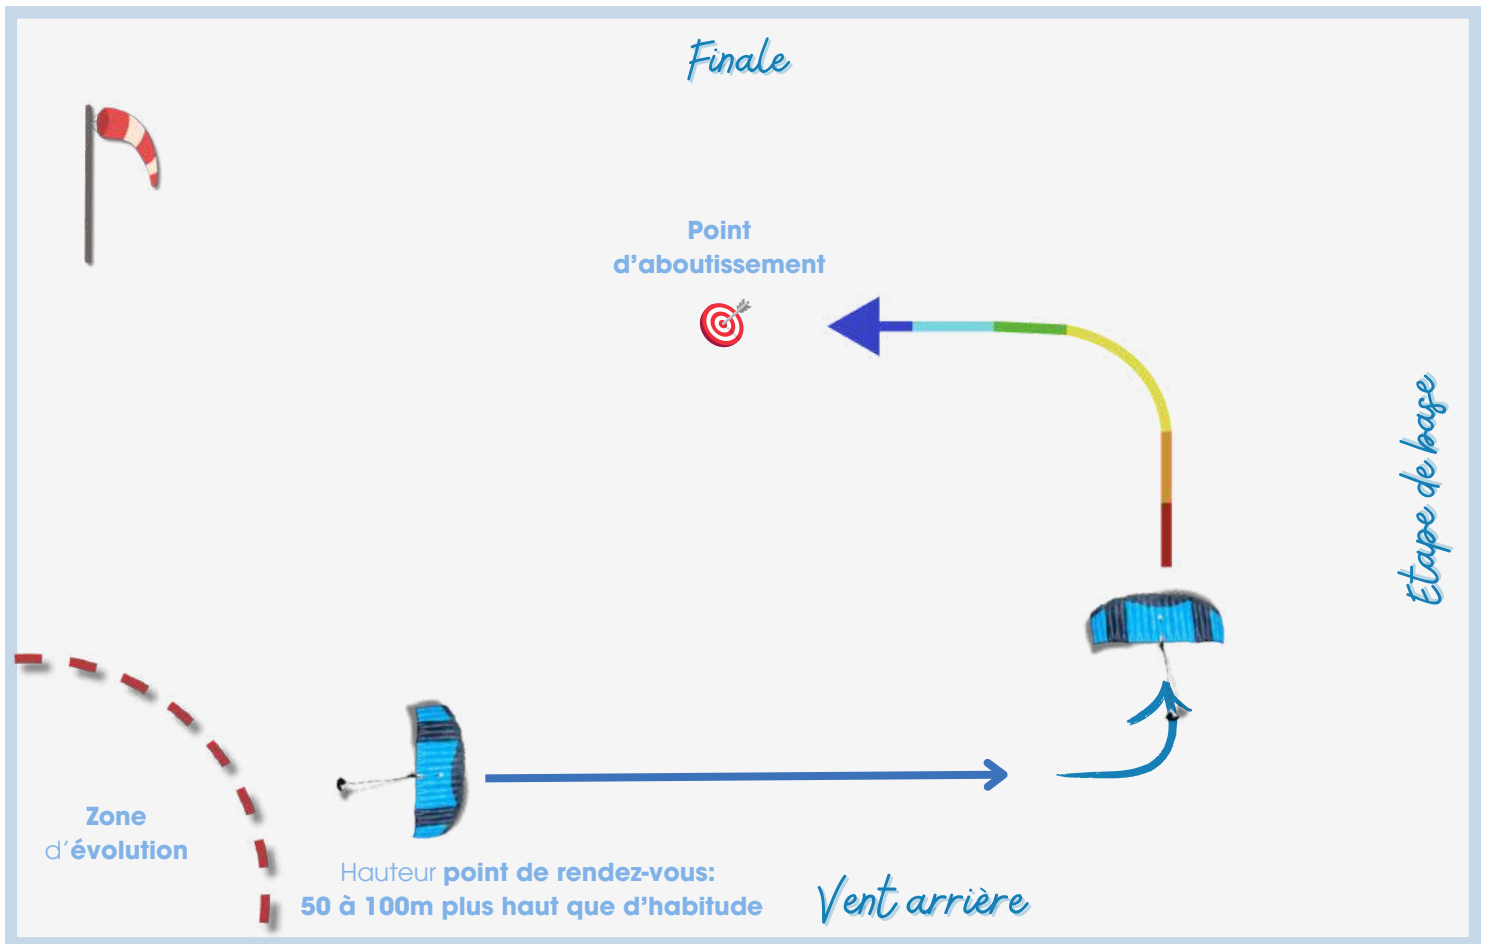 Finale
Point
d’aboutissement
Etape de base
Zone
d’évolution
Hauteur point de rendez-vous:
50 à 100m plus haut que d’habitude
Vent arrière